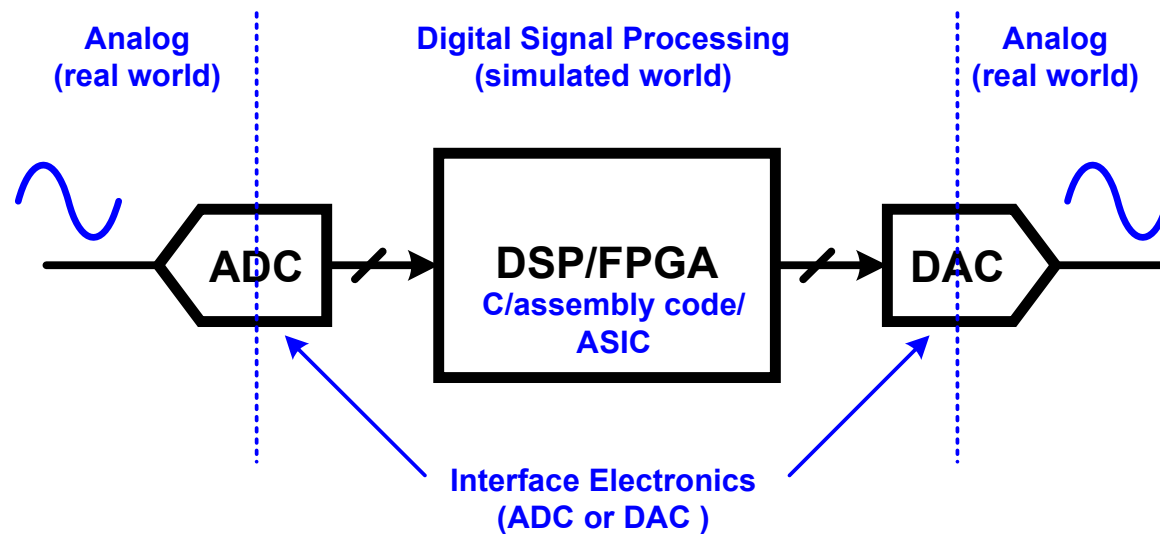 Analog
(real world)
Digital Signal Processing
(simulated world)
Analog
(real world)
ADC
DSP/FPGA
C/assembly code/
ASIC
DAC
Interface Electronics
(ADC or DAC )